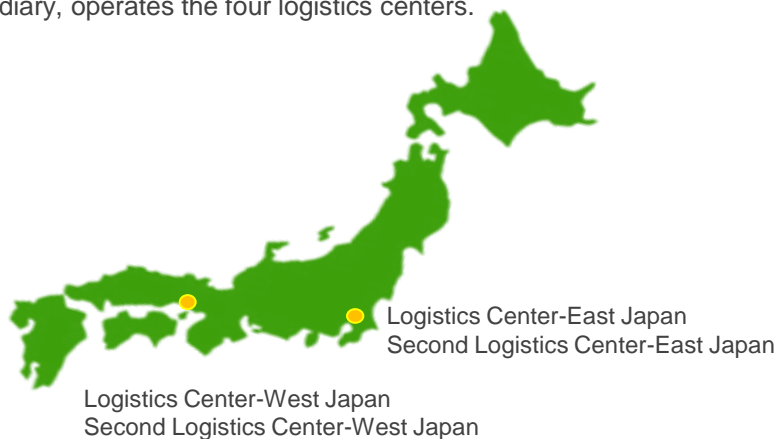 diary, operates the four logistics centers.
Logistics Center-East Japan
Second Logistics Center-East Japan
Logistics Center-West Japan
Second Logistics Center-West Japan